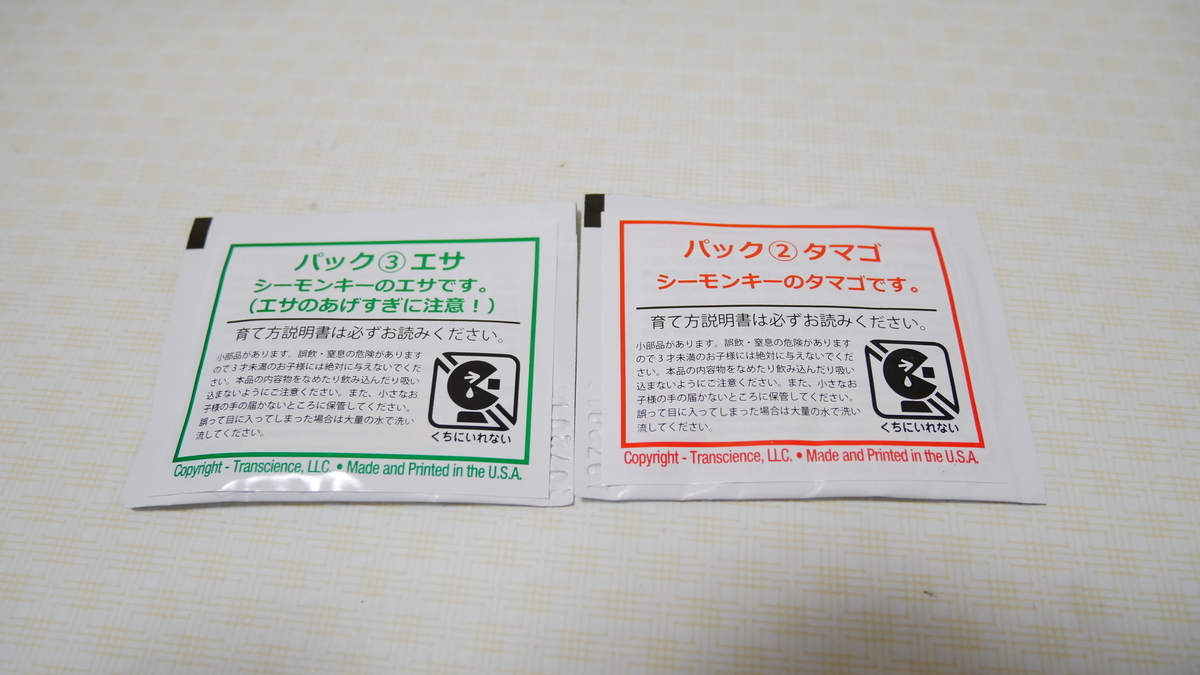 パック③エサ
シーモンキーのエサです。
(エサのあげすぎに注意！)
育て方説明書は必ずお読みください。
小部品があります。誤飲・窒息の危険があります
ので３才未満のお子様には絶対に与えないでくだ
さい。本品の内容物をなめたり飲み込んだり吸い
込まないようにご注意ください。また、小さなお
子様の手の届かないところに保管してください。
誤って目に入ってしまった場合は大量の水で洗い
流してください。
くちにいれない
Copyright - Transcience, LLC. • Made and Printed in the U.S.A.
パック②タマゴ
シーモンキーのタマゴです。
育て方説明書は必ずお読みください。
小部品があります。誤飲・窒息の危険があります
ので３才未満のお子様には絶対に与えないでくだ
さい。本品の内容物をなめたり飲み込んだり吸い
込まないようにご注意ください。また、小さなお
子様の手の届かないところに保管してください。
誤って目に入ってしまった場合は大量の水で洗い
流してください。
くちにいれない
Copyright - Transcience, LLC. • Made and Printed in the U.S.A.